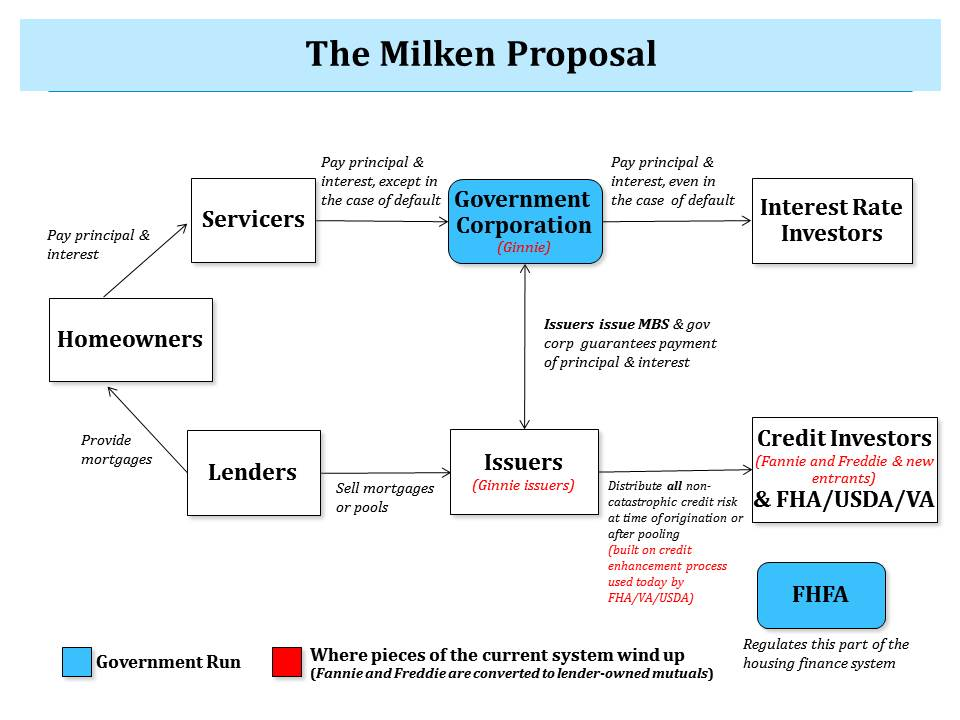 The Milken Proposal
Pay principal &
interest, except in
the case of default
Pay principal &
interest, even in
the case of default
Servicers
Government
Corporation
(Ginnie)
Interest Rate
Investors
Pay principal &
interest
Homeowners
Issuers issue MBS & gov
corp guarantees payment
of principal & interest
Provide
mortgages
Lenders
Sell mortgages
or pools
Issuers
(Ginnie issuers)
Distribute all non-
catastrophic credit risk
at time of origination or
after pooling
(built on credit
enhancement process
used today by
FHA/VA/USDA)
Credit Investors
(Fannie and Freddie & new
entrants)
& FHA/USDA/VA
FHFA
Regulates this part of the
housing finance system
Government Run
Where pieces of the current system wind up
(Fannie and Freddie are converted to lender-owned mutuals)